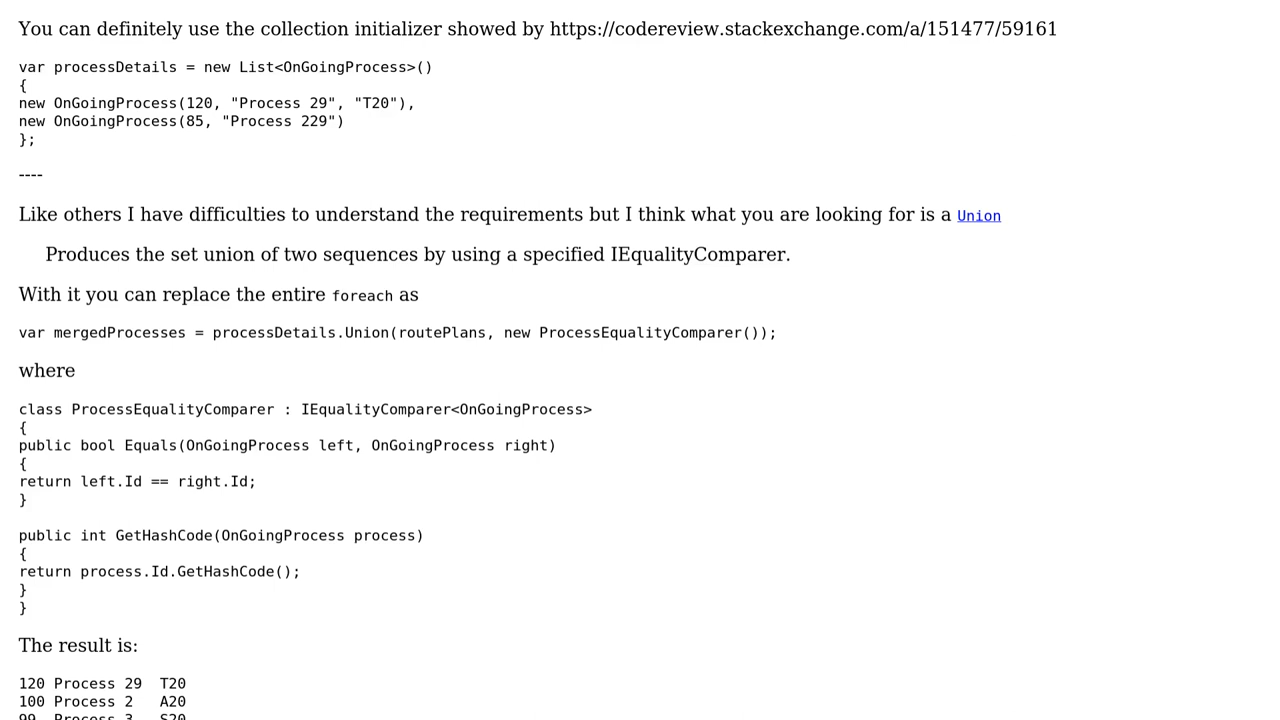 You can definitely use the collection initializer showed by https://codereview.stackexchange.com/a/151477/59161
var processDetails = new List<OnGoingProcess>()
{
new OnGoingProcess(120, "Process 29", "T20"),
new OnGoingProcess(85, "Process 229")
};
----
Like others I have difficulties to understand the requirements but I think what you are looking for is a Union
Produces the set union of two sequences by using a specified IEqualityComparer.
With it you can replace the entire foreach as
var mergedProcesses = processDetails.Union(routePlans, new ProcessEqualityComparer());
where
class ProcessEqualityComparer : IEqualityComparer<OnGoingProcess>
{
public bool Equals(OnGoingProcess left, OnGoingProcess right)
{
return left.Id == right.Id;
}
public int GetHashCode(OnGoingProcess process)
{
return process.Id.GetHashCode();
}
}
The result is:
120 Process 29  T20
100 Process 2   A20
99  Process 3   S20